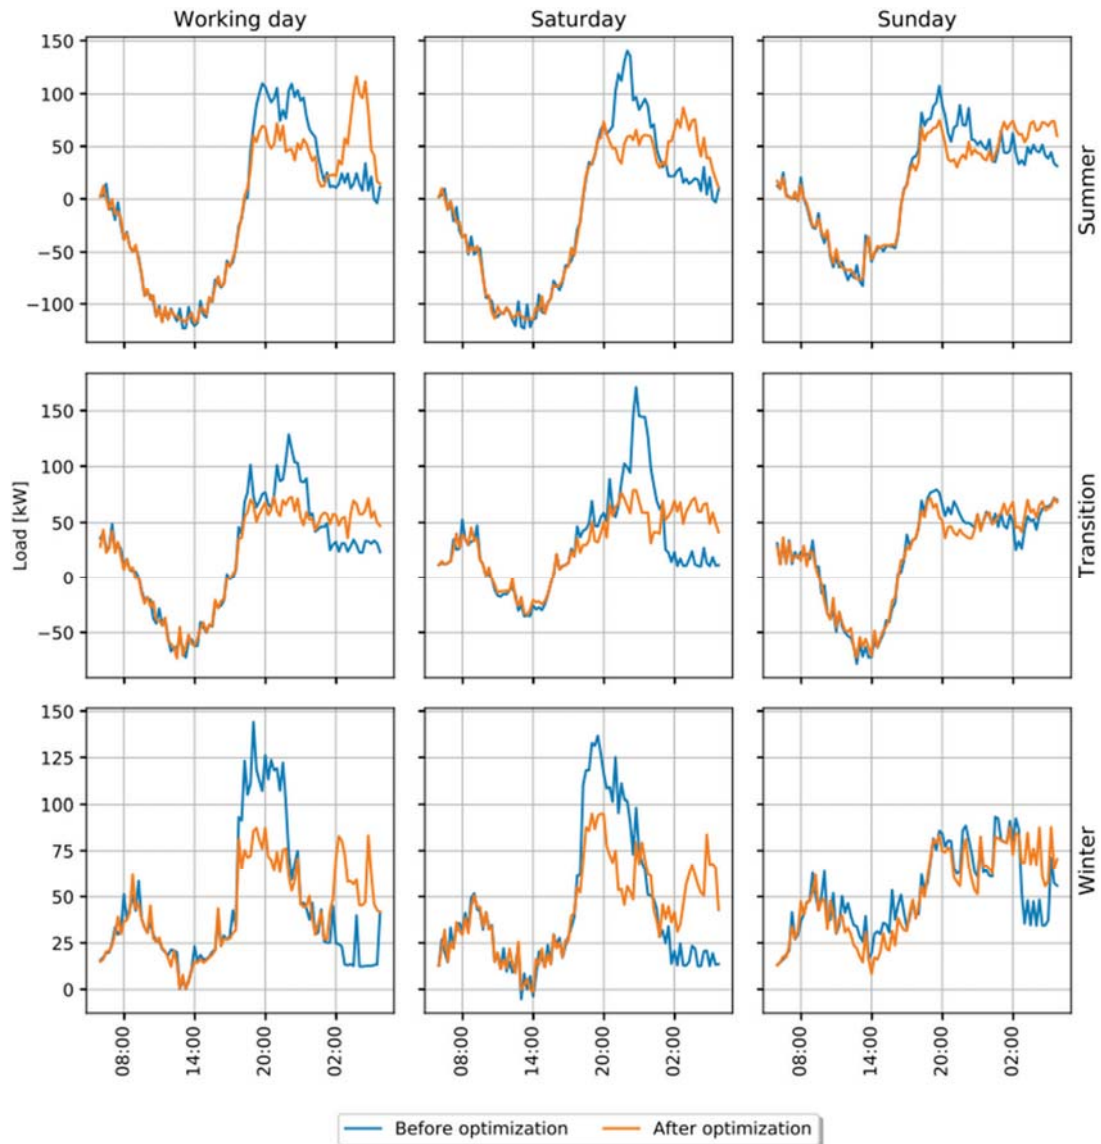 Working day Saturday Sunday
150
100
50
0
−50
−100
Summer
Load [kW]
150
100
50
0
−50
Transition
150
125
100
75
50
25
0
Winter
08:00 14:00 20:00 02:00 08:00 14:00 20:00 02:00 08:00 14:00 20:00 02:00
Before optimization After optimization